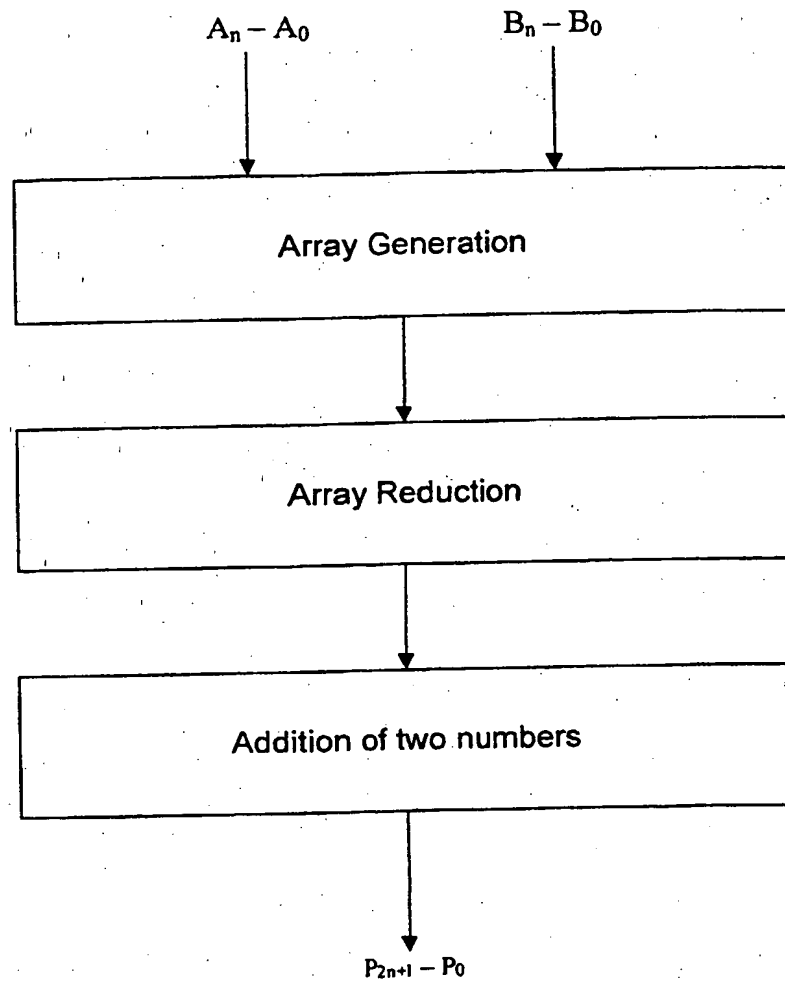 Aₙ – A₀ Bₙ – B₀
Array Generation
Array Reduction
Addition of two numbers
P₂ₙ₊₁ – P₀